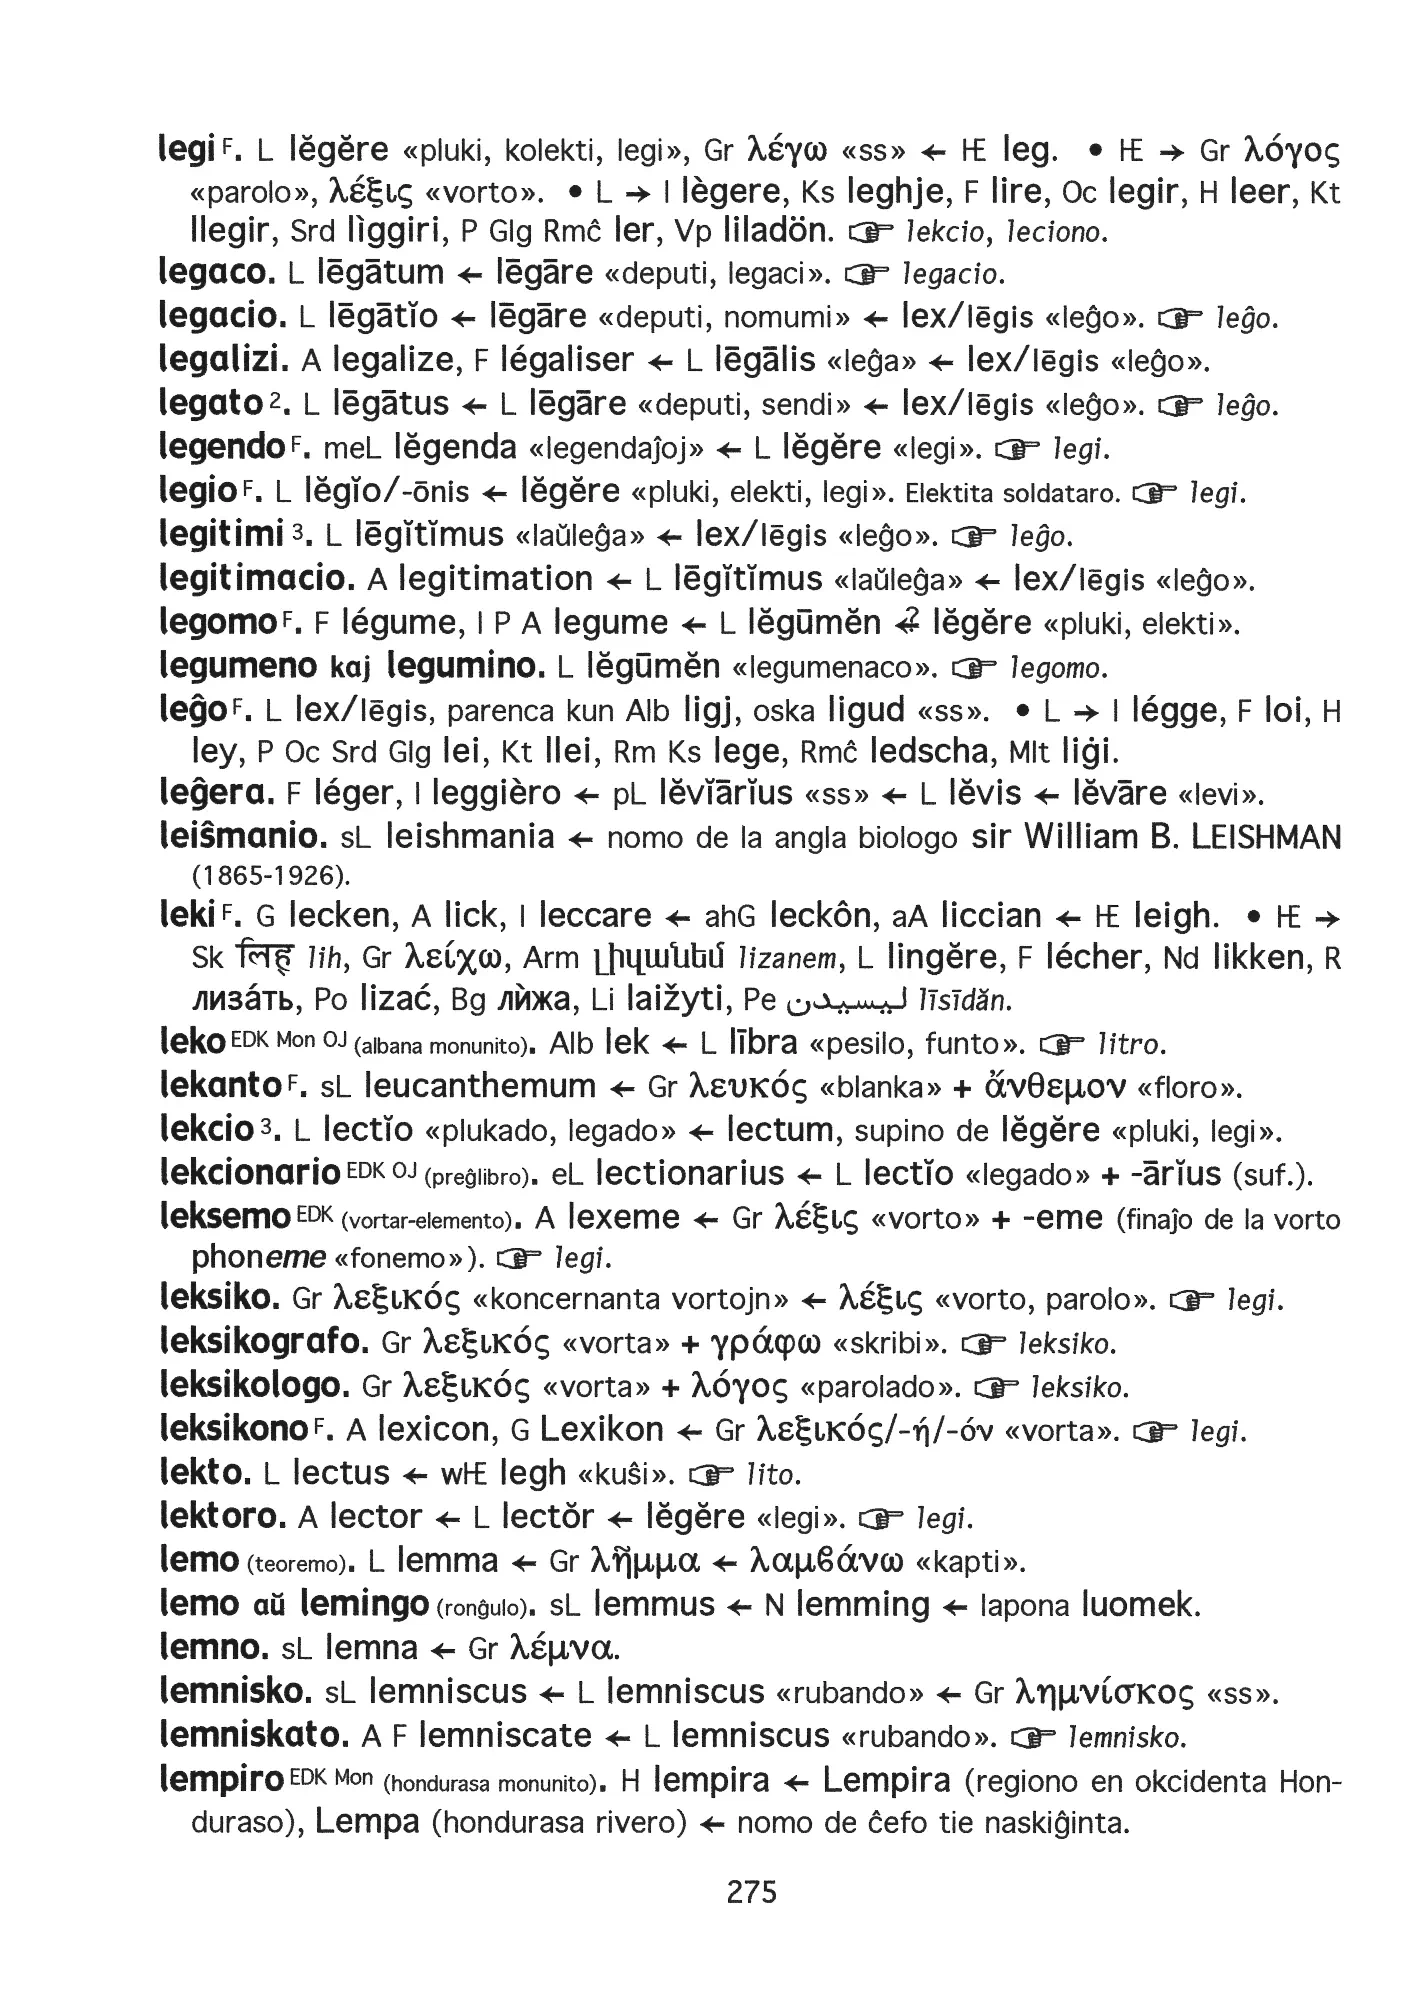 legi F. L lĕgĕre «pluki, kolekti, legi», Gr λέγω «ss» ← HE leg. • HE → Gr λόγος
«parolo», λέξις «vorto». • L → I lègere, Ks leghje, F lire, Oc legir, H leer, Kt
llegir, Srd lìggiri, P Glg Rmĉ ler, Vp liladön. ☞ lekcio, leciono.
legaco. L lēgātum ← lēgāre «deputi, legaci». ☞ legacio.
legacio. L lēgātĭo ← lēgāre «deputi, nomumi» ← lex/lēgis «leĝo». ☞ leĝo.
legalizi. A legalize, F légaliser ← L lēgālis «leĝa» ← lex/lēgis «leĝo».
legato 2. L lēgātus ← L lēgāre «deputi, sendi» ← lex/lēgis «leĝo». ☞ leĝo.
legendo F. meL lĕgenda «legendaĵoj» ← L lĕgĕre «legi». ☞ legi.
legio F. L lĕgĭo/-ōnis ← lĕgĕre «pluki, elekti, legi». Elektita soldataro. ☞ legi.
legitimi 3. L lēgĭtĭmus «laŭleĝa» ← lex/lēgis «leĝo». ☞ leĝo.
legitimacio. A legitimation ← L lēgĭtĭmus «laŭleĝa» ← lex/lēgis «leĝo».
legomo F. F légume, I P A legume ← L lĕgūmĕn ←? lĕgĕre «pluki, elekti».
legumeno kaj legumino. L lĕgūmĕn «legumenaco». ☞ legomo.
leĝo F. L lex/lēgis, parenca kun Alb ligj, oska ligud «ss». • L → I légge, F loi, H
ley, P Oc Srd Glg lei, Kt llei, Rm Ks lege, Rmĉ ledscha, Mlt liġi.
leĝera. F léger, I leggièro ← pL lĕvĭārĭus «ss» ← L lĕvis ← lĕvāre «levi».
leiŝmanio. sL leishmania ← nomo de la angla biologo sir William B. LEISHMAN
(1865-1926).
leki F. G lecken, A lick, I leccare ← ahG leckôn, aA liccian ← HE leigh. • HE →
Sk लिह् lih, Gr λείχω, Arm լիզանեմ lizanem, L lingĕre, F lécher, Nd likken, R
лизáть, Po lizać, Bg лѝжа, Li laižyti, Pe ليسيدن līsīdăn.
leko EDK Mon OJ (albana monunito). Alb lek ← L lībra «pesilo, funto». ☞ litro.
lekanto F. sL leucanthemum ← Gr λευκός «blanka» + ἄνθεμον «floro».
lekcio 3. L lectĭo «plukado, legado» ← lectum, supino de lĕgĕre «pluki, legi».
lekcionario EDK OJ (preĝlibro). eL lectionarius ← L lectĭo «legado» + -ārĭus (suf.).
leksemo EDK (vortar-elemento). A lexeme ← Gr λέξις «vorto» + -eme (finaĵo de la vorto
phoneme «fonemo»). ☞ legi.
leksiko. Gr λεξικός «koncernanta vortojn» ← λέξις «vorto, parolo». ☞ legi.
leksikografo. Gr λεξικός «vorta» + γράφω «skribi». ☞ leksiko.
leksikologo. Gr λεξικός «vorta» + λόγος «parolado». ☞ leksiko.
leksikono F. A lexicon, G Lexikon ← Gr λεξικός/-ή/-όν «vorta». ☞ legi.
lekto. L lectus ← wHE legh «kuŝi». ☞ lito.
lektoro. A lector ← L lectŏr ← lĕgĕre «legi». ☞ legi.
lemo (teoremo). L lemma ← Gr λῆμμα ← λαμϐάνω «kapti».
lemo aŭ lemingo (ronĝulo). sL lemmus ← N lemming ← lapona luomek.
lemno. sL lemna ← Gr λέμνα.
lemnisko. sL lemniscus ← L lemniscus «rubando» ← Gr λημνίσκος «ss».
lemniskato. A F lemniscate ← L lemniscus «rubando». ☞ lemnisko.
lempiro EDK Mon (hondurasa monunito). H lempira ← Lempira (regiono en okcidenta Hon-
duraso), Lempa (hondurasa rivero) ← nomo de ĉefo tie naskiĝinta.
275